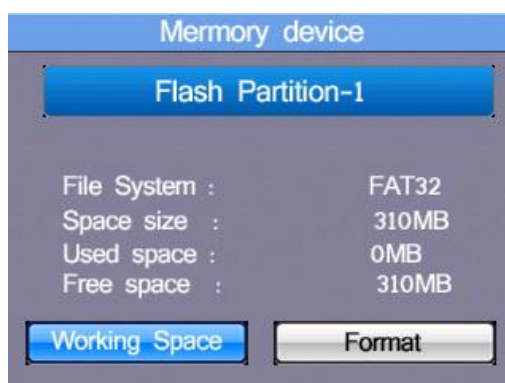 Mermory device
Flash Partition-1
File System : FAT32
Space size : 310MB
Used space : 0MB
Free space : 310MB
Working Space Format